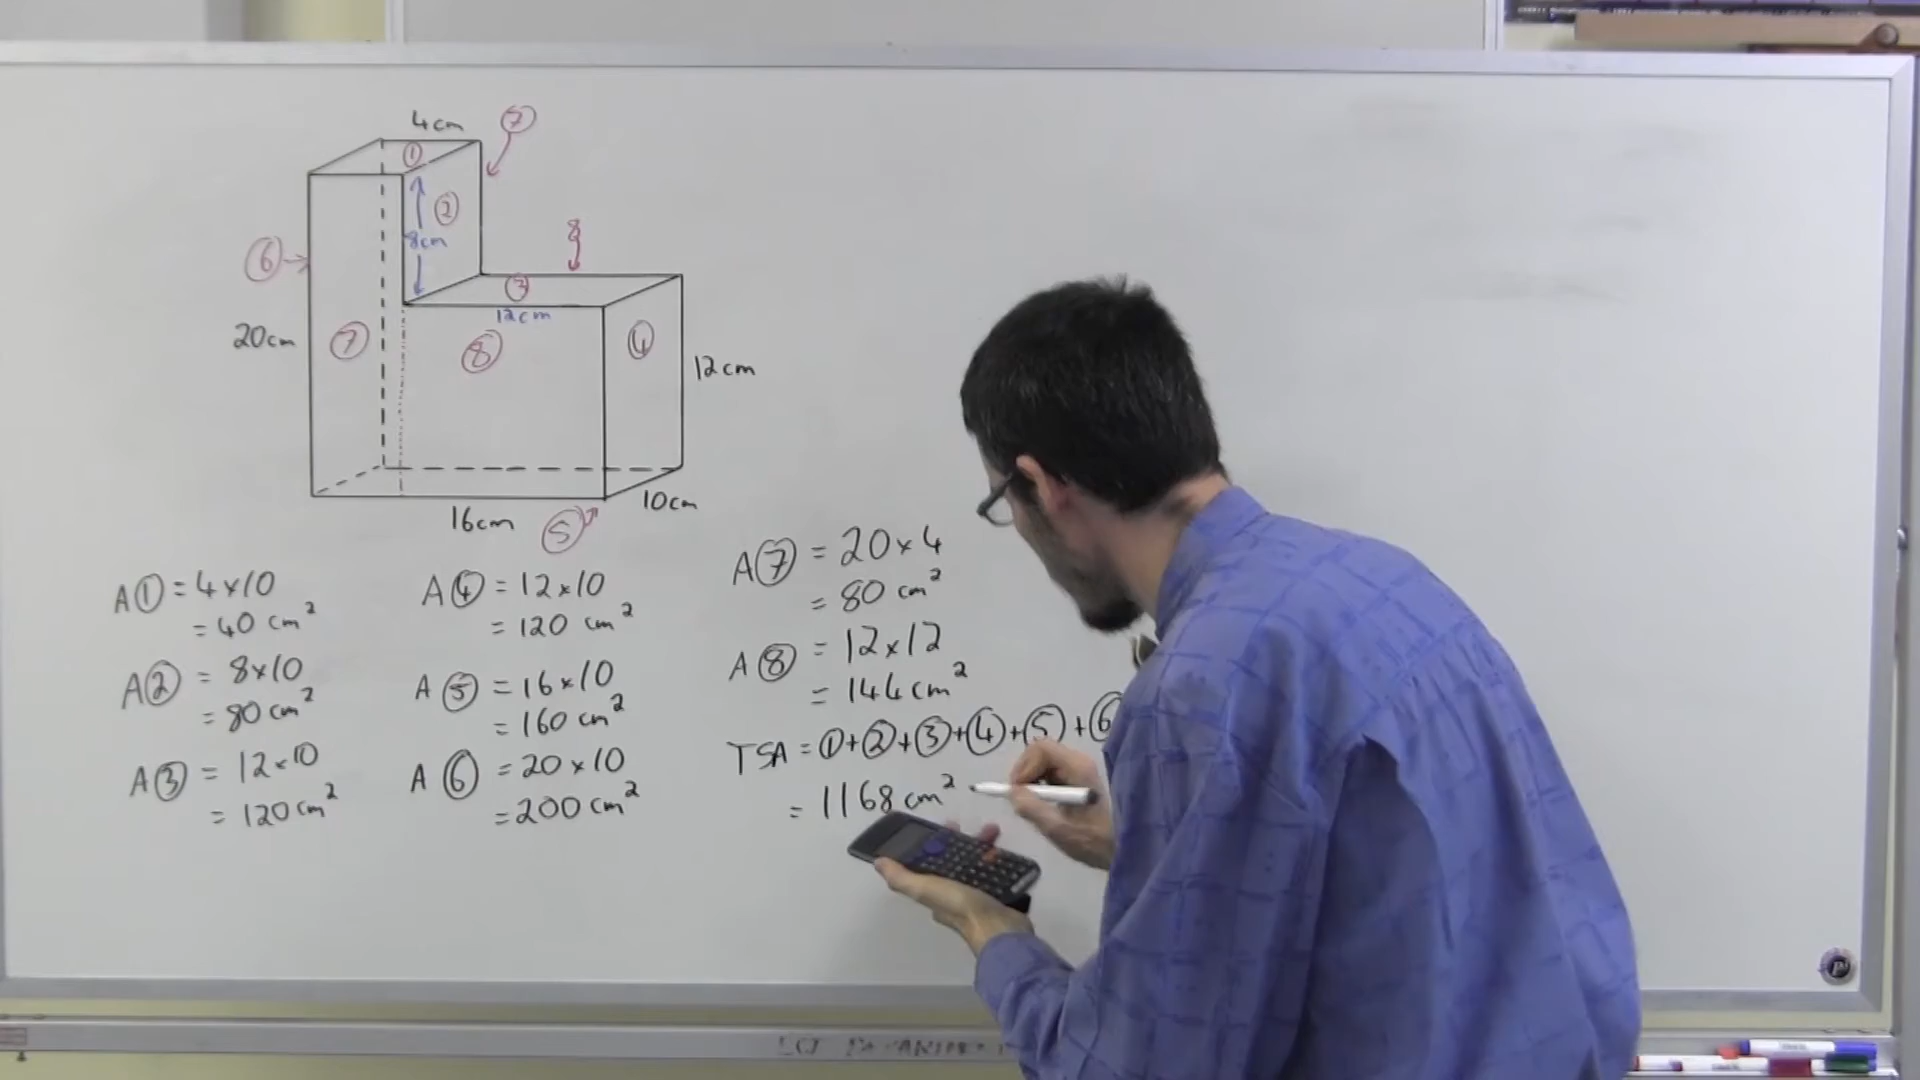 4cm
⑦
①
②
8cm
⑥
8
③
12cm
20cm
⑦
⑧
④
12cm
10cm
16cm
⑤
A① = 4×10
= 40 cm²
A② = 8×10
= 80 cm²
A③ = 12×10
= 120 cm²
A④ = 12×10
= 120 cm²
A⑤ = 16×10
= 160 cm²
A⑥ = 20×10
= 200 cm²
A⑦ = 20×4
= 80 cm²
A⑧ = 12×12
= 144 cm²
TSA = ①+②+③+④+⑤+⑥
= 1168 cm²